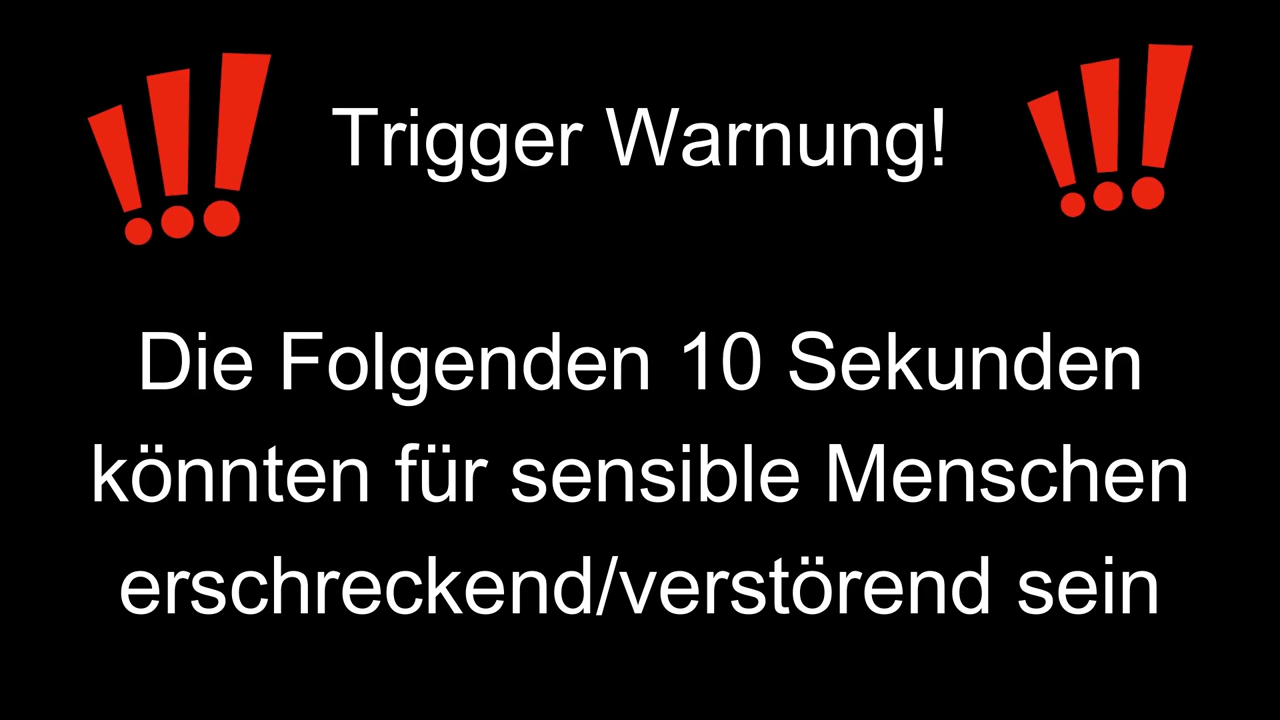 Trigger Warnung!
Die Folgenden 10 Sekunden
könnten für sensible Menschen
erschreckend/verstörend sein